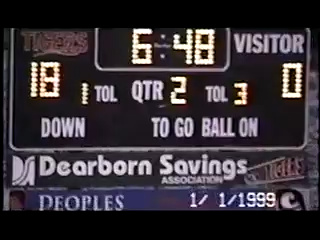 TIGERS 6:48 VISITOR
18 1 TOL QTR 2 TOL 3 0
DOWN TO GO BALL ON
Dearborn Savings
ASSOCIATION
TIGERS
PEOPLES 1/ 1/1999